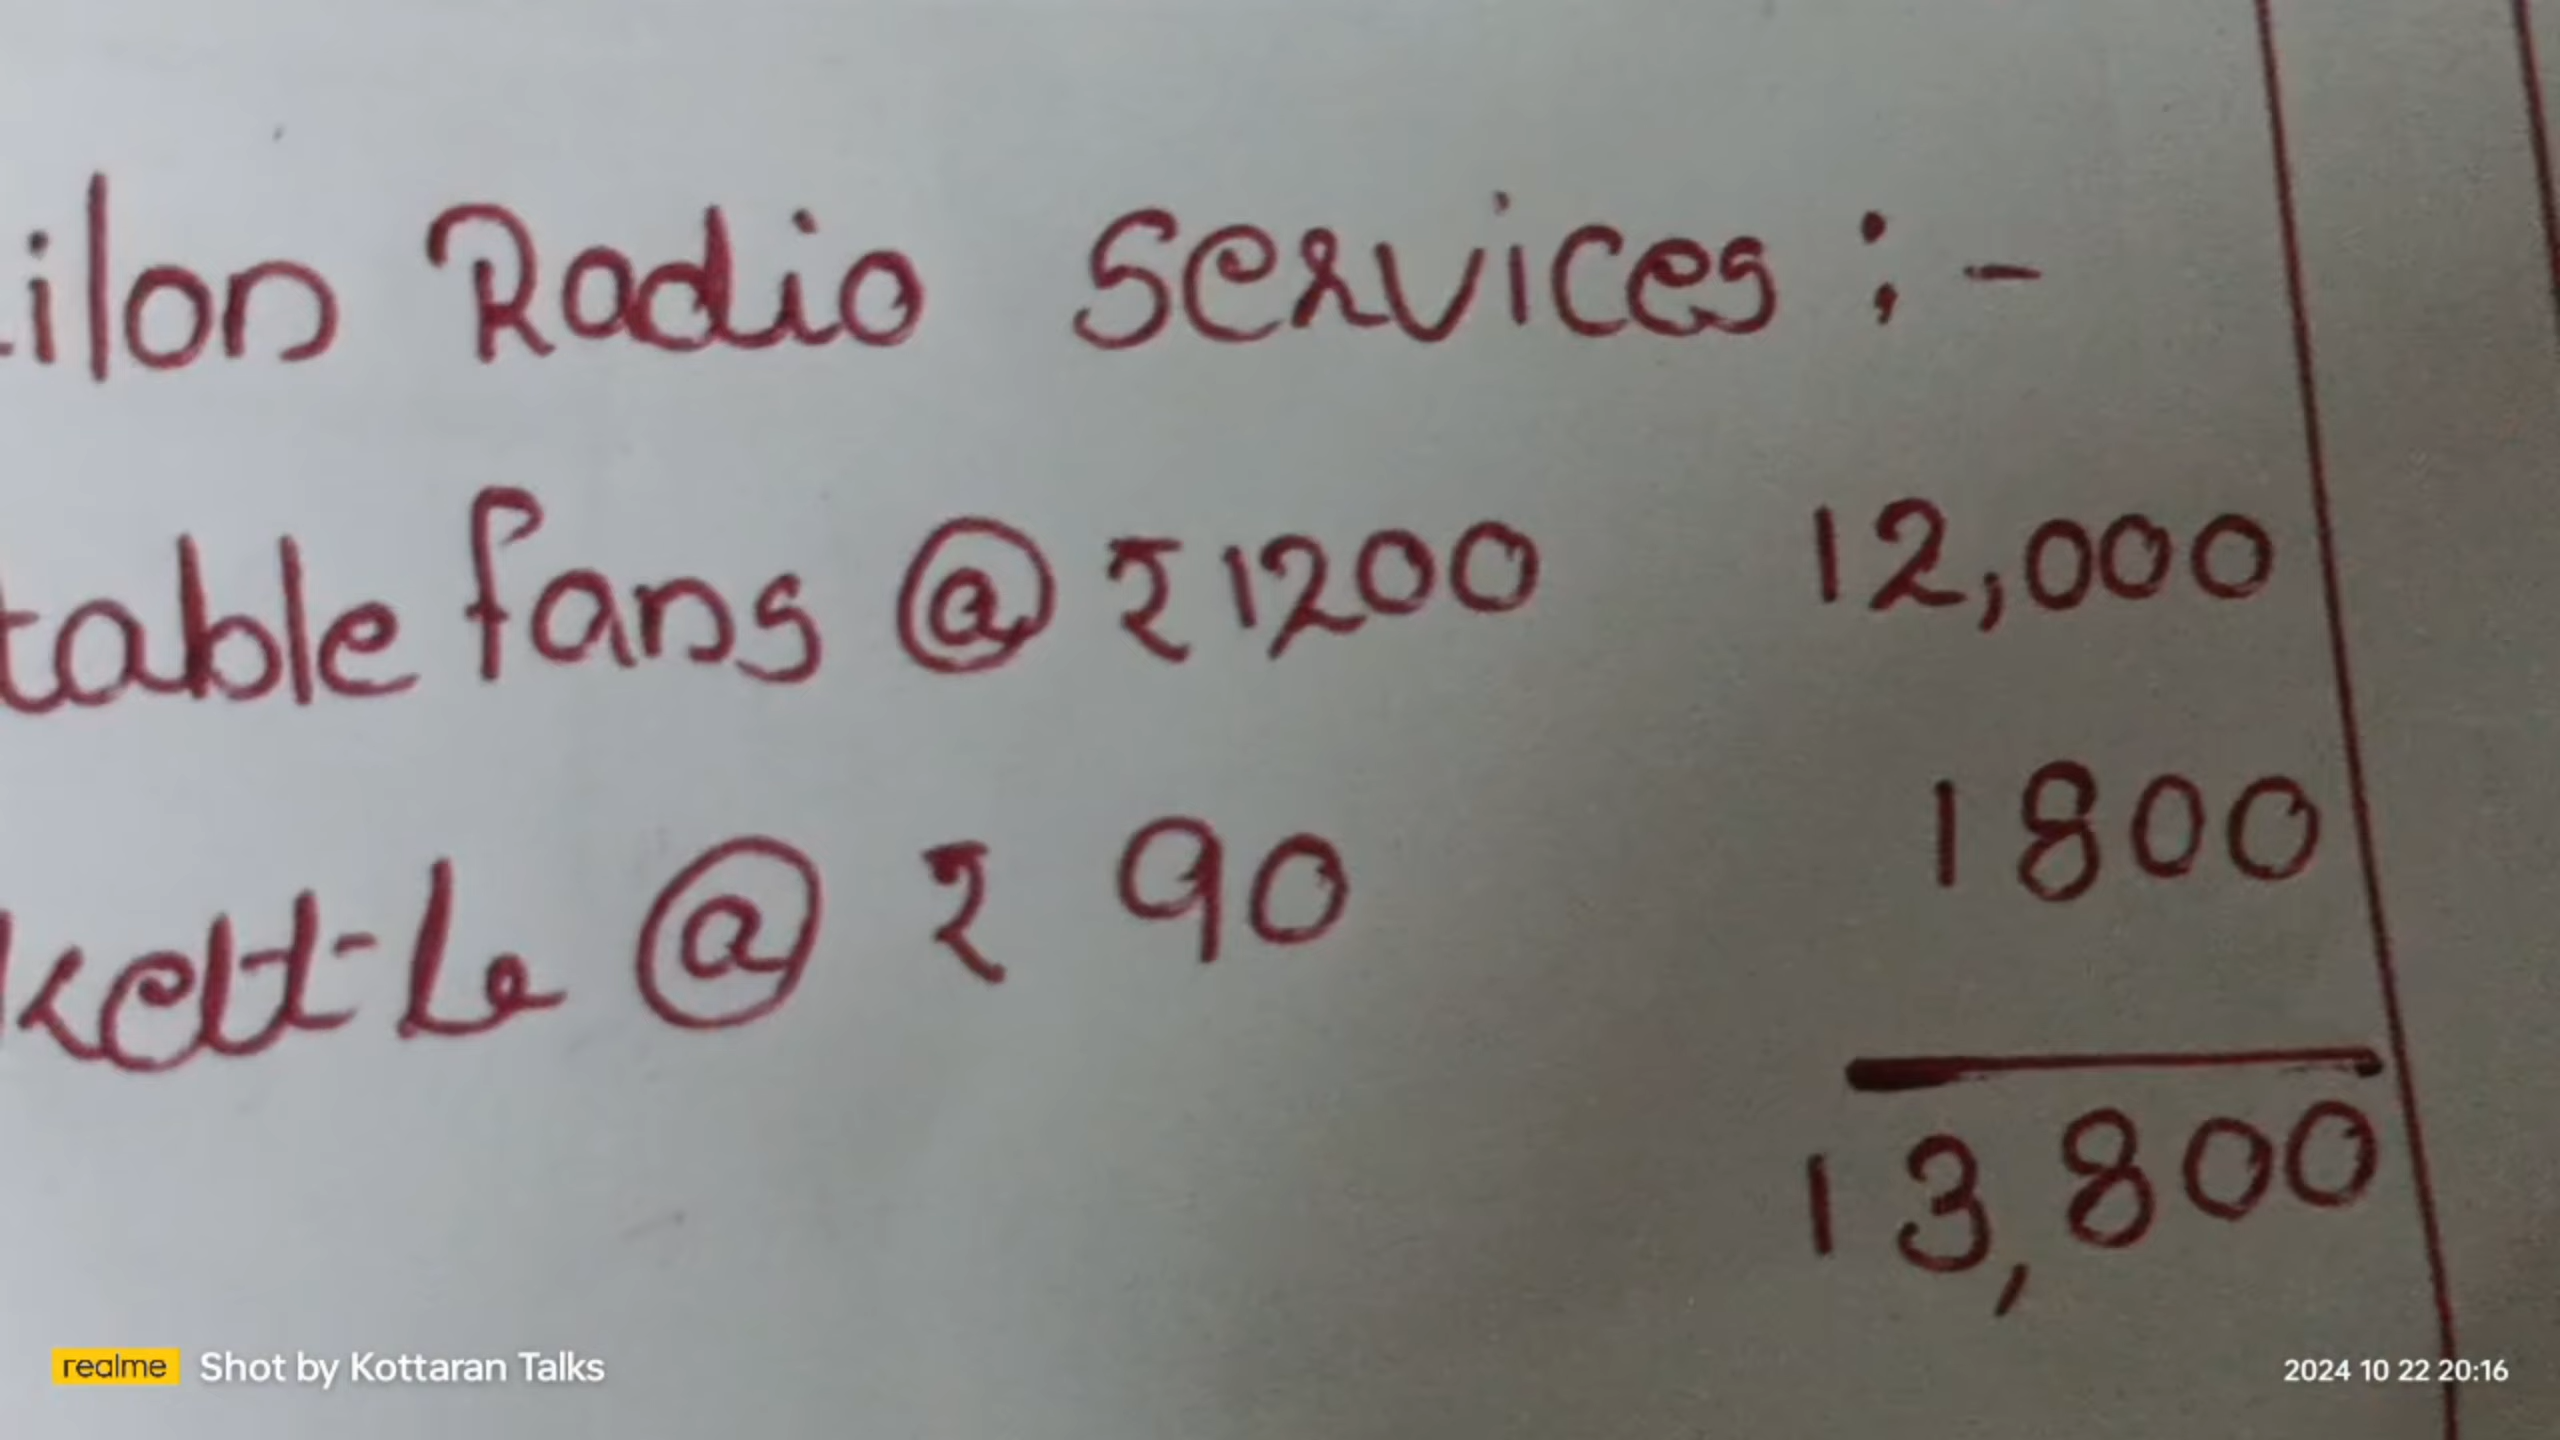 ilon Radio Services :-
table fans @ ₹1200 12,000
kettle @ ₹ 90 1800
13,800
realme Shot by Kottaran Talks 2024 10 22 20:16